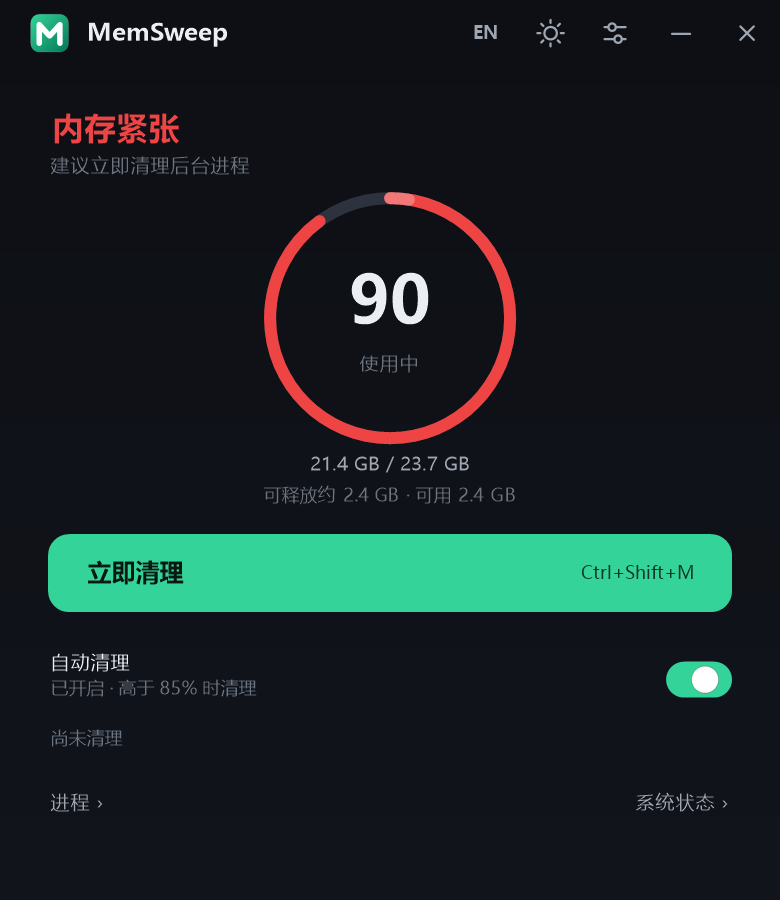 MemSweep EN
内存紧张
建议立即清理后台进程
90
使用中
21.4 GB / 23.7 GB
可释放约 2.4 GB · 可用 2.4 GB
立即清理 Ctrl+Shift+M
自动清理
已开启 · 高于 85% 时清理
尚未清理
进程 › 系统状态 ›